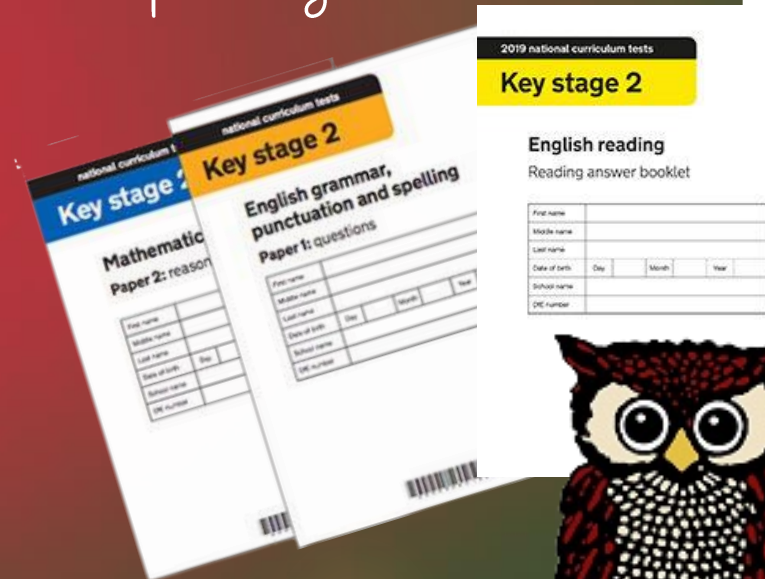 national curriculum t
Key stage 2
Mathematic
Paper 2: reason
First name
Middle name
Last name
Date of birth Day
School name
DfE number
national curriculum tests
Key stage 2
English grammar,
punctuation and spelling
Paper 1: questions
First name
Middle name
Last name
Date of birth Day Month Year
School name
DfE number
2019 national curriculum tests
Key stage 2
English reading
Reading answer booklet
First name
Middle name
Last name
Date of birth Day Month Year
School name
DfE number